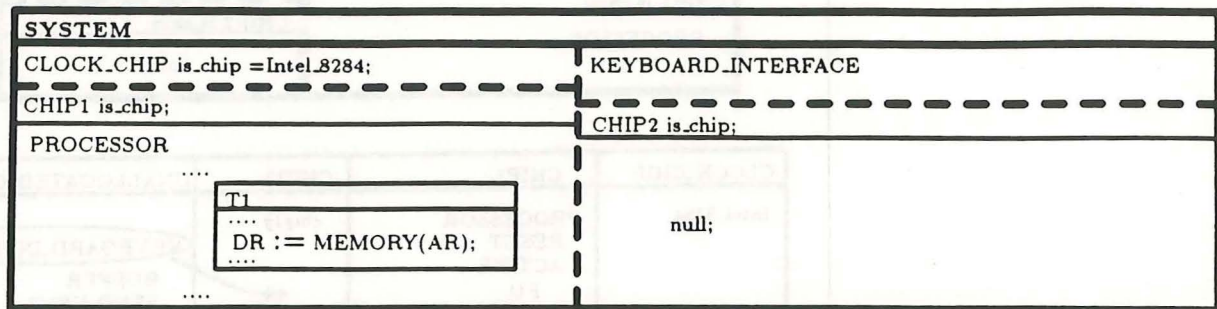 SYSTEM
CLOCK_CHIP is_chip =Intel_8284;
CHIP1 is_chip;
PROCESSOR
....
T1
....
DR := MEMORY(AR);
....
....
KEYBOARD_INTERFACE
CHIP2 is_chip;
null;